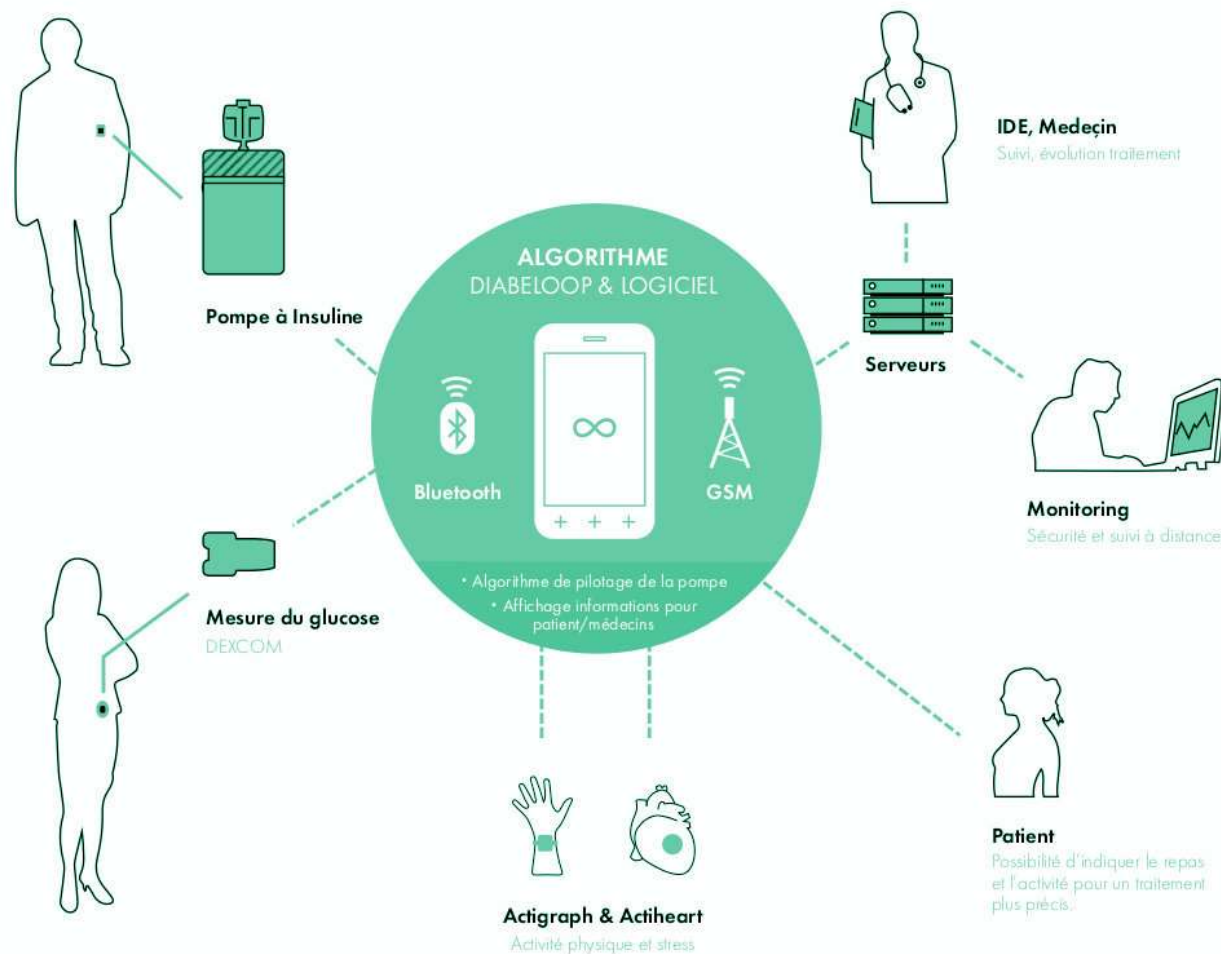 IDE, Medeçin
Suivi, évolution traitement
ALGORITHME
DIABELOOP & LOGICIEL
Pompe à Insuline
Serveurs
Bluetooth
GSM
Monitoring
Sécurité et suivi à distance
• Algorithme de pilotage de la pompe
• Affichage informations pour
patient/médecins
Mesure du glucose
DEXCOM
Patient
Possibilité d'indiquer le repas
et l'activité pour un traitement
plus précis.
Actigraph & Actiheart
Activité physique et stress